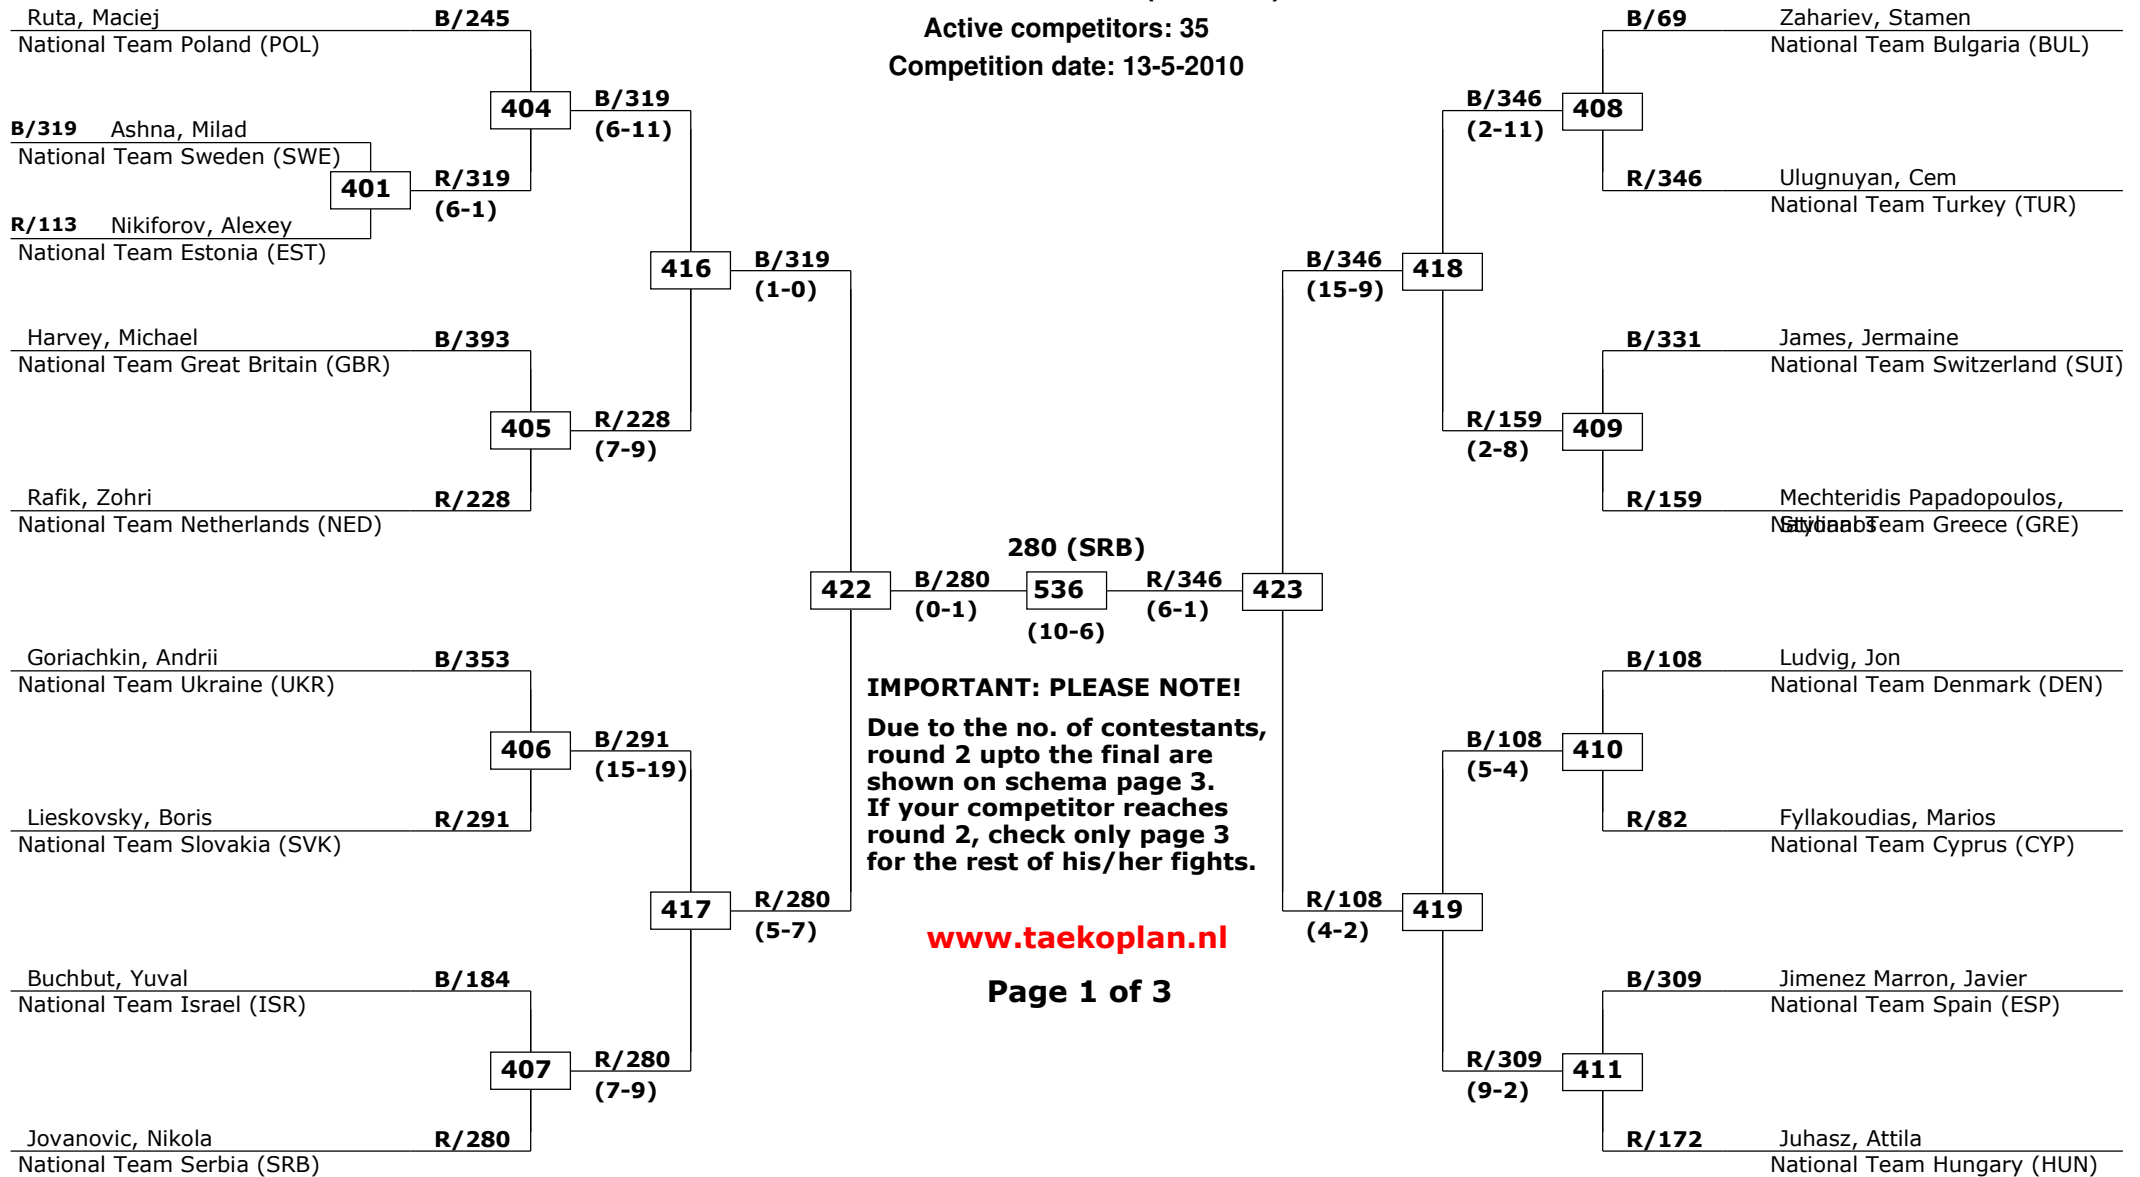 Active competitors: 35
Competition date: 13-5-2010
Ruta, Maciej B/245
National Team Poland (POL)
404
B/319
(6-11)
B/319 Ashna, Milad
National Team Sweden (SWE)
401
R/319
(6-1)
R/113 Nikiforov, Alexey
National Team Estonia (EST)
416
B/319
(1-0)
Harvey, Michael B/393
National Team Great Britain (GBR)
405
R/228
(7-9)
Rafik, Zohri R/228
National Team Netherlands (NED)
422
B/280
(0-1)
Goriachkin, Andrii B/353
National Team Ukraine (UKR)
406
B/291
(15-19)
Lieskovsky, Boris R/291
National Team Slovakia (SVK)
417
R/280
(5-7)
Buchbut, Yuval B/184
National Team Israel (ISR)
407
R/280
(7-9)
Jovanovic, Nikola R/280
National Team Serbia (SRB)
280 (SRB)
536
(10-6)
R/346
(6-1)
423
IMPORTANT: PLEASE NOTE!
Due to the no. of contestants,
round 2 upto the final are
shown on schema page 3.
If your competitor reaches
round 2, check only page 3
for the rest of his/her fights.
www.taekoplan.nl
Page 1 of 3
B/69 Zahariev, Stamen
National Team Bulgaria (BUL)
B/346
(2-11)
408
R/346 Ulugnuyan, Cem
National Team Turkey (TUR)
B/346
(15-9)
418
B/331 James, Jermaine
National Team Switzerland (SUI)
R/159
(2-8)
409
R/159 Mechteridis Papadopoulos,
Stylianos
National Team Greece (GRE)
B/108 Ludvig, Jon
National Team Denmark (DEN)
B/108
(5-4)
410
R/82 Fyllakoudias, Marios
National Team Cyprus (CYP)
R/108
(4-2)
419
B/309 Jimenez Marron, Javier
National Team Spain (ESP)
R/309
(9-2)
411
R/172 Juhasz, Attila
National Team Hungary (HUN)